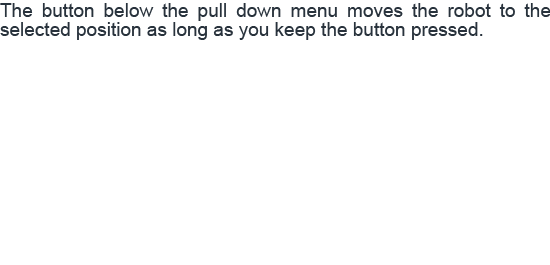 The button below the pull down menu moves the robot to the
selected position as long as you keep the button pressed.